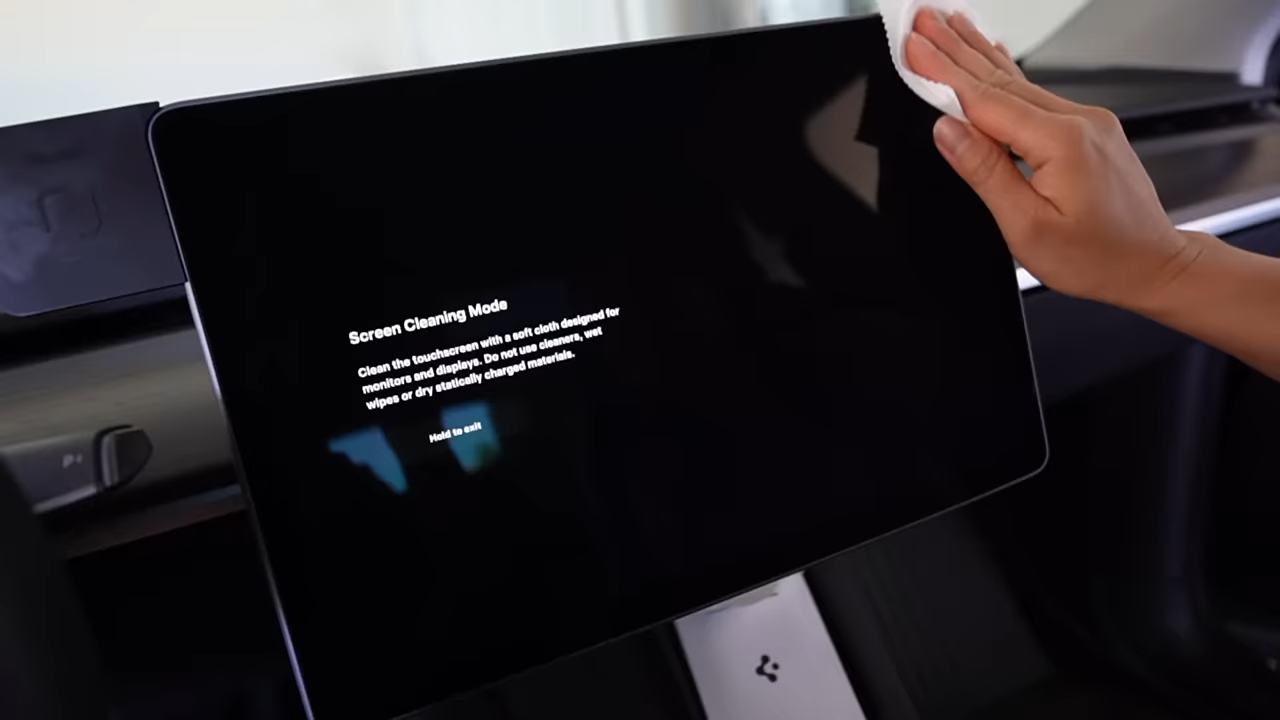 Screen Cleaning Mode
Clean the touchscreen with a soft cloth designed for
monitors and displays. Do not use cleaners, wet
wipes or dry statically charged materials.
Hold to exit